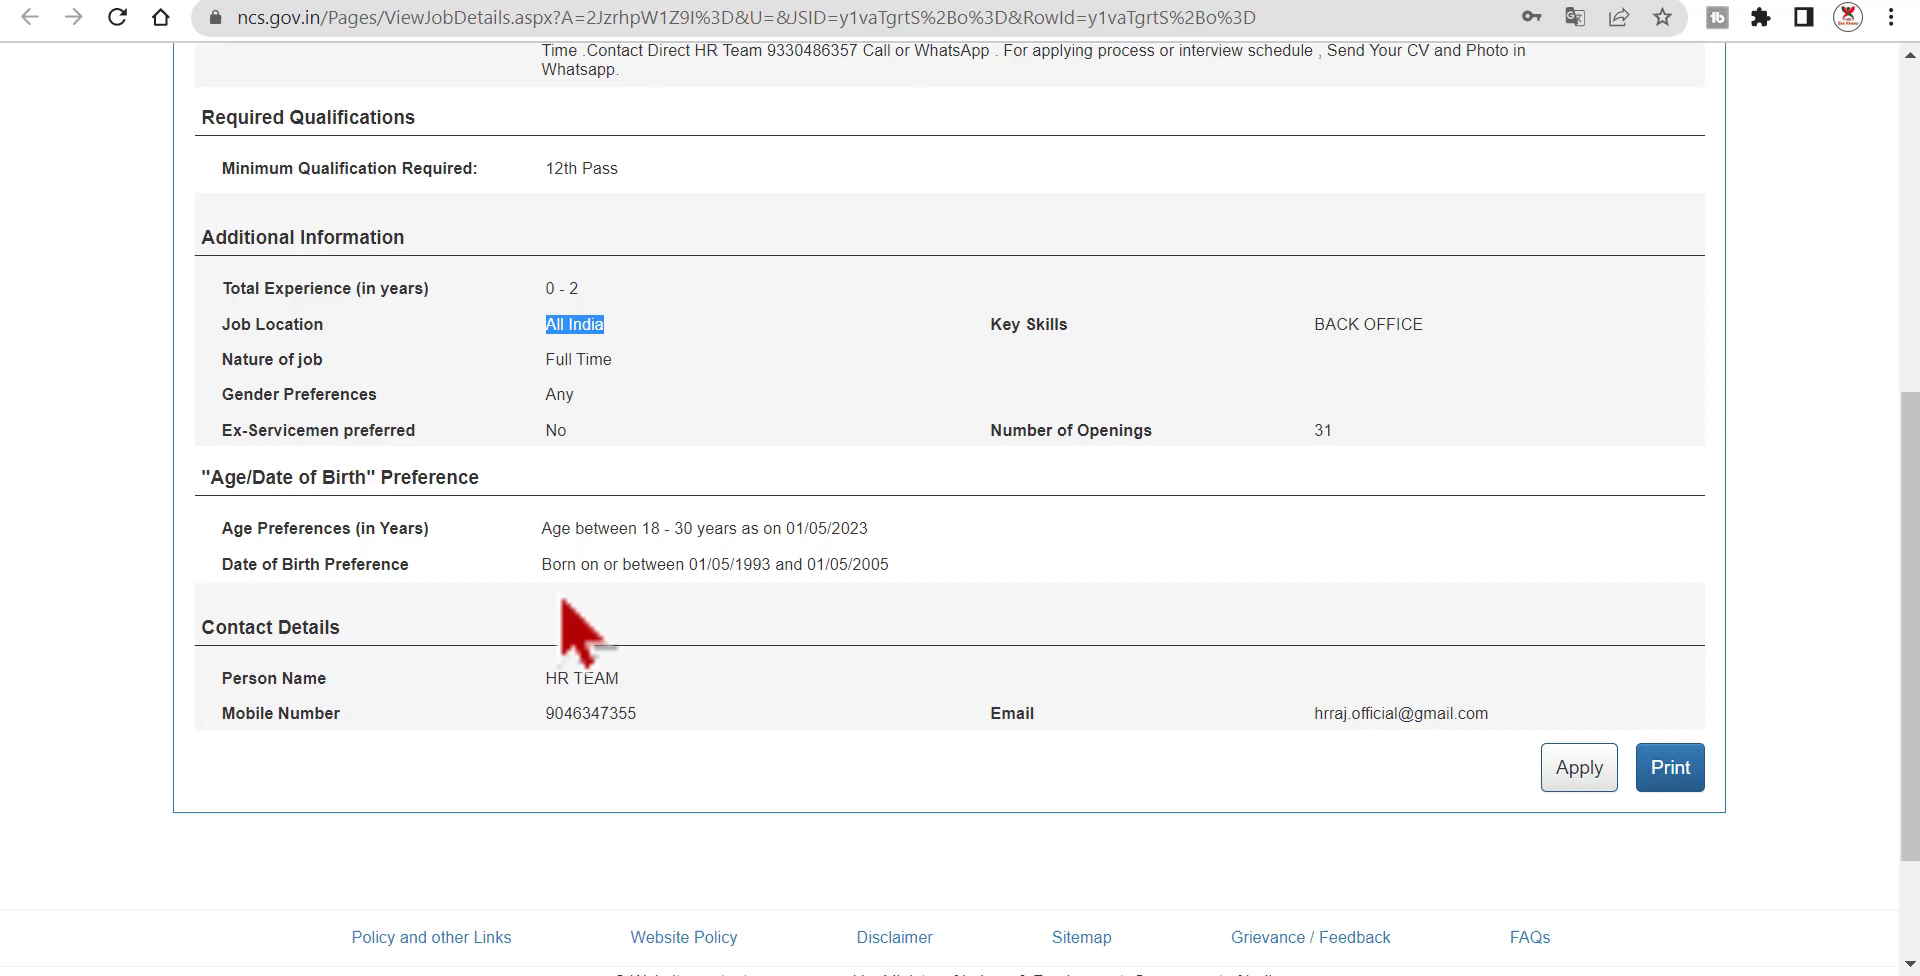 ncs.gov.in/Pages/ViewJobDetails.aspx?A=2JzrhpW1Z9I%3D&U=&JSID=y1vaTgrtS%2Bo%3D&RowId=y1vaTgrtS%2Bo%3D
Time .Contact Direct HR Team 9330486357 Call or WhatsApp . For applying process or interview schedule , Send Your CV and Photo in
Whatsapp.
Required Qualifications
Minimum Qualification Required: 12th Pass
Additional Information
Total Experience (in years) 0 - 2
Job Location All India Key Skills BACK OFFICE
Nature of job Full Time
Gender Preferences Any
Ex-Servicemen preferred No Number of Openings 31
"Age/Date of Birth" Preference
Age Preferences (in Years) Age between 18 - 30 years as on 01/05/2023
Date of Birth Preference Born on or between 01/05/1993 and 01/05/2005
Contact Details
Person Name HR TEAM
Mobile Number 9046347355 Email hrraj.official@gmail.com
Apply Print
Policy and other Links Website Policy Disclaimer Sitemap Grievance / Feedback FAQs